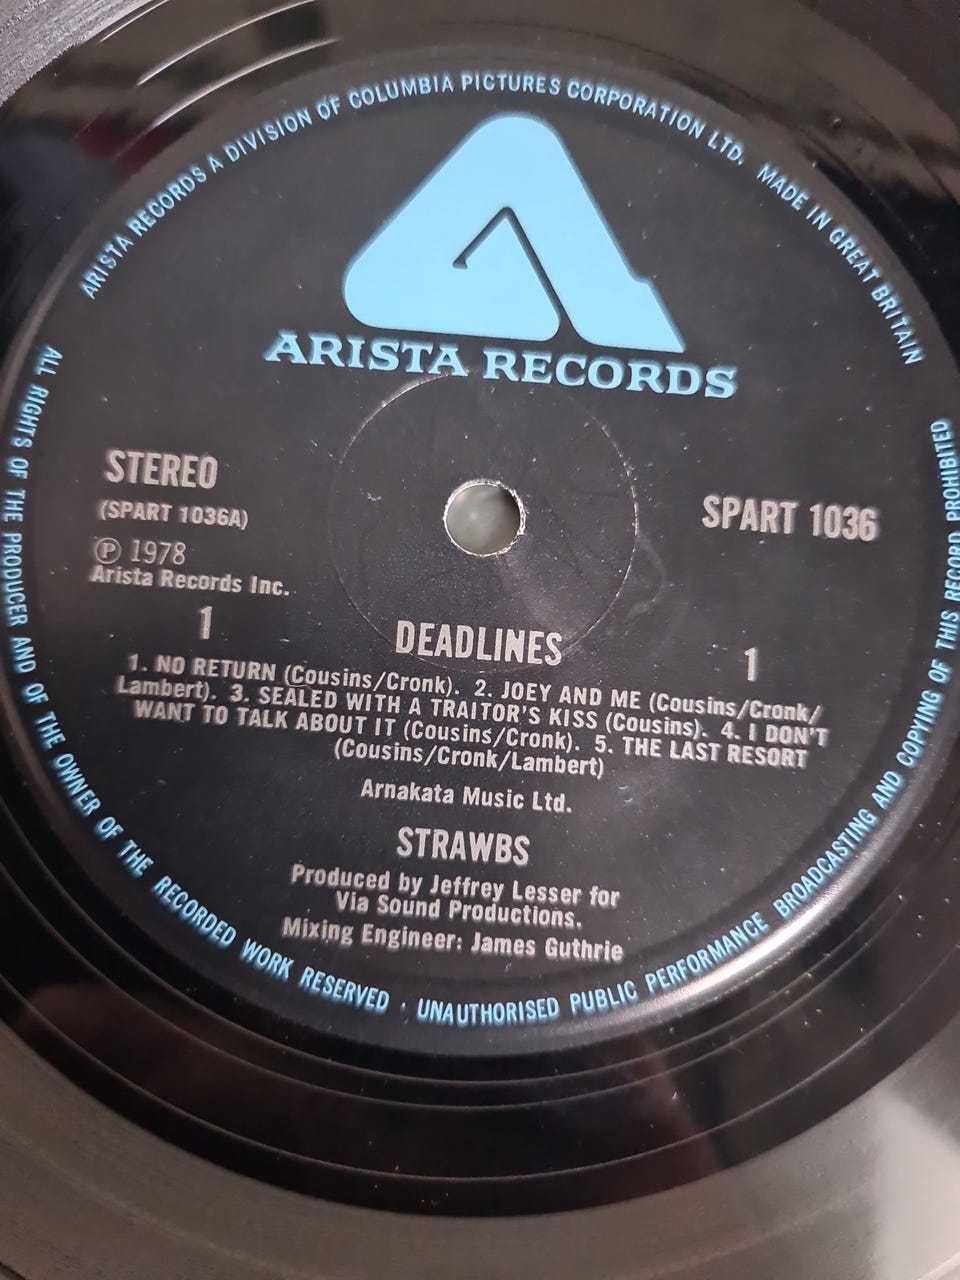 ARISTA RECORDS A DIVISION OF COLUMBIA PICTURES CORPORATION LTD. MADE IN GREAT BRITAIN
ARISTA RECORDS
STEREO
(SPART 1036A)
SPART 1036
℗ 1978
Arista Records Inc.
1
1
DEADLINES
1. NO RETURN (Cousins/Cronk). 2. JOEY AND ME (Cousins/Cronk/
Lambert). 3. SEALED WITH A TRAITOR'S KISS (Cousins). 4. I DON'T
WANT TO TALK ABOUT IT (Cousins/Cronk). 5. THE LAST RESORT
(Cousins/Cronk/Lambert)
Arnakata Music Ltd.
STRAWBS
Produced by Jeffrey Lesser for
Via Sound Productions.
Mixing Engineer: James Guthrie
ALL RIGHTS OF THE PRODUCER AND OF THE OWNER OF THE RECORDED WORK RESERVED · UNAUTHORISED PUBLIC PERFORMANCE BROADCASTING AND COPYING OF THIS RECORD PROHIBITED